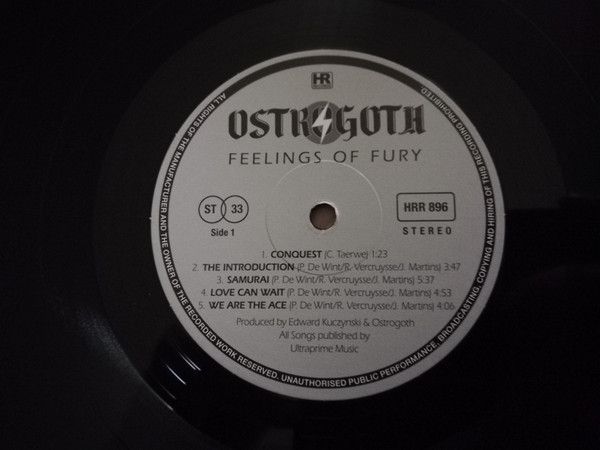 HR
OSTROGOTH
FEELINGS OF FURY
ST 33
HRR 896
Side 1
STEREO
1. CONQUEST (C. Taerwe) 1:23
2. THE INTRODUCTION (P. De Wint/R. Vercruysse/J. Martins) 3:47
3. SAMURAI (P. De Wint/R. Vercruysse/J. Martins) 5:37
4. LOVE CAN WAIT (P. De Wint/R. Vercruysse/J. Martins) 4:53
5. WE ARE THE ACE (P. De Wint/R. Vercruysse/J. Martins) 4:06
Produced by Edward Kuczynski & Ostrogoth
All Songs published by
Ultraprime Music
ALL RIGHTS OF THE MANUFACTURER AND THE OWNER OF THE RECORDED WORK RESERVED. UNAUTHORISED PUBLIC PERFORMANCE, BROADCASTING, COPYING AND HIRING OF THIS RECORDING PROHIBITED